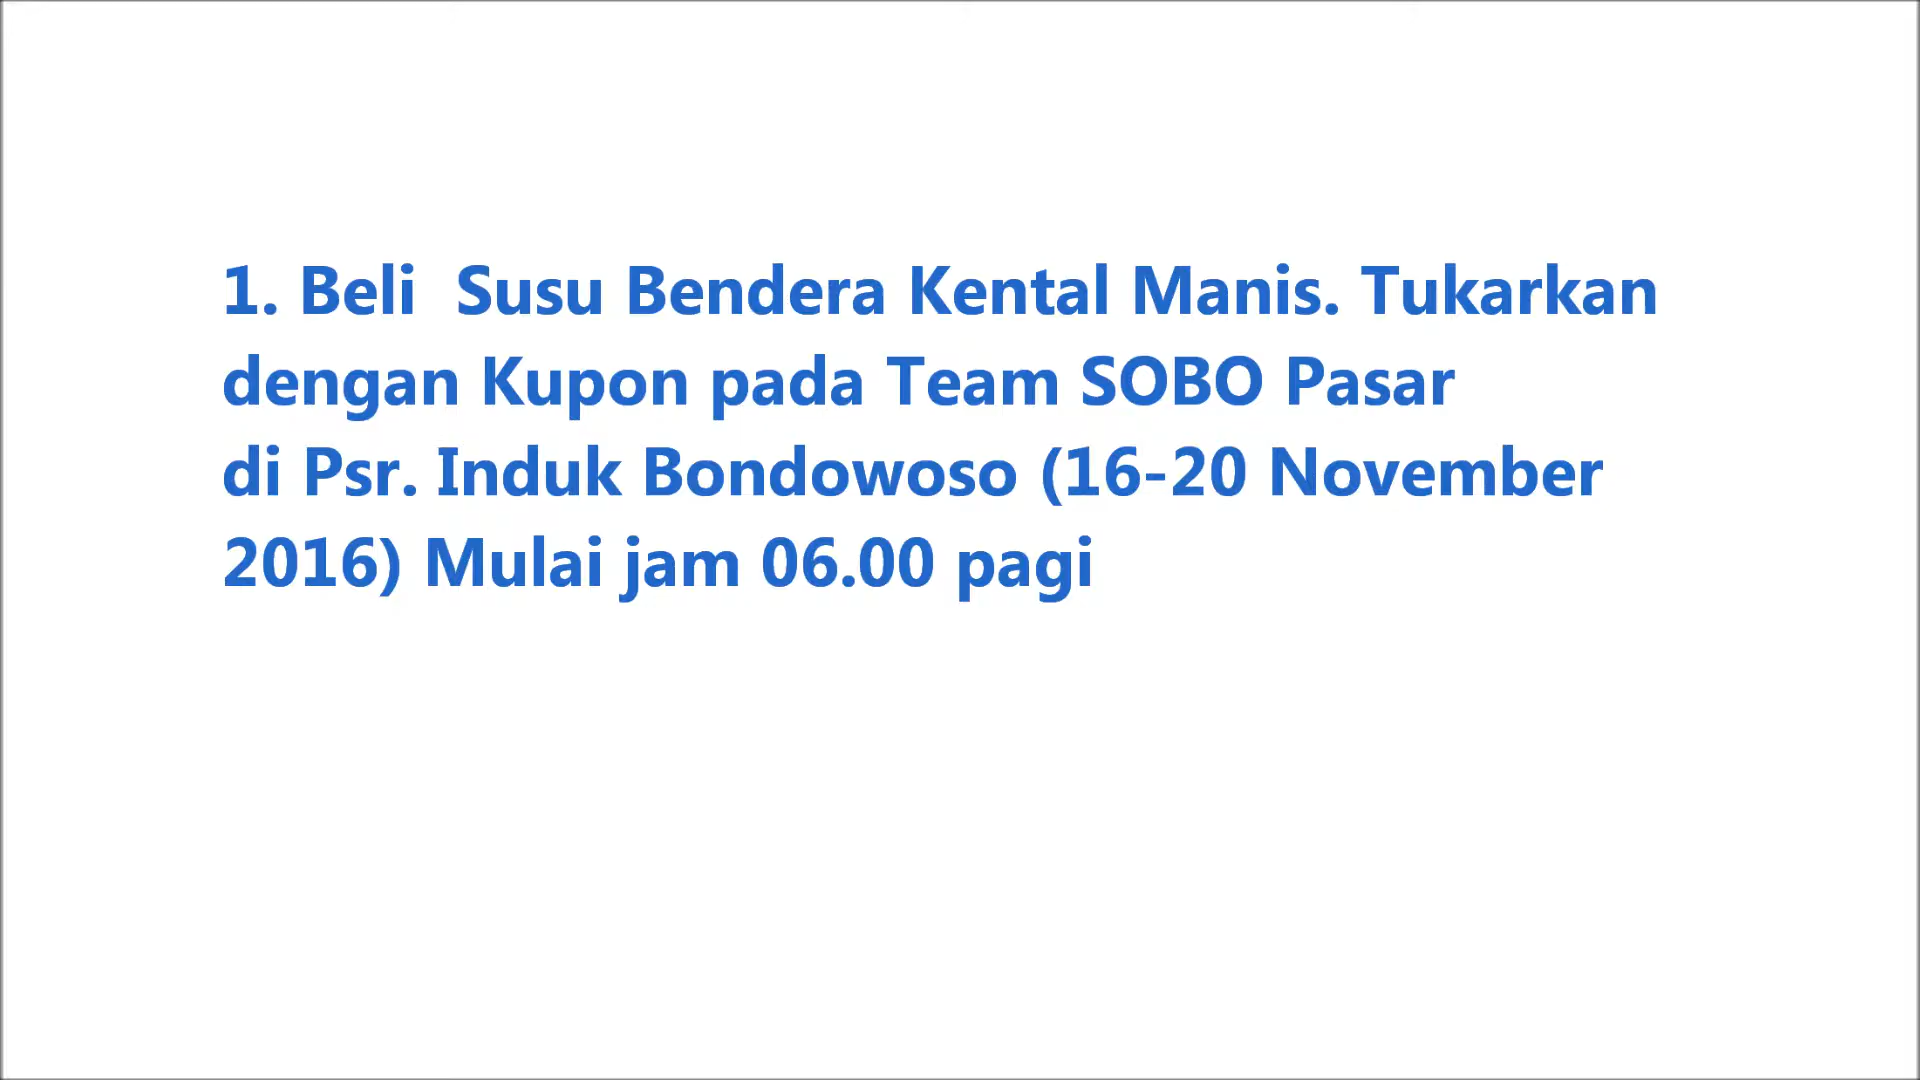 1. Beli  Susu Bendera Kental Manis. Tukarkan
dengan Kupon pada Team SOBO Pasar
di Psr. Induk Bondowoso (16-20 November
2016) Mulai jam 06.00 pagi